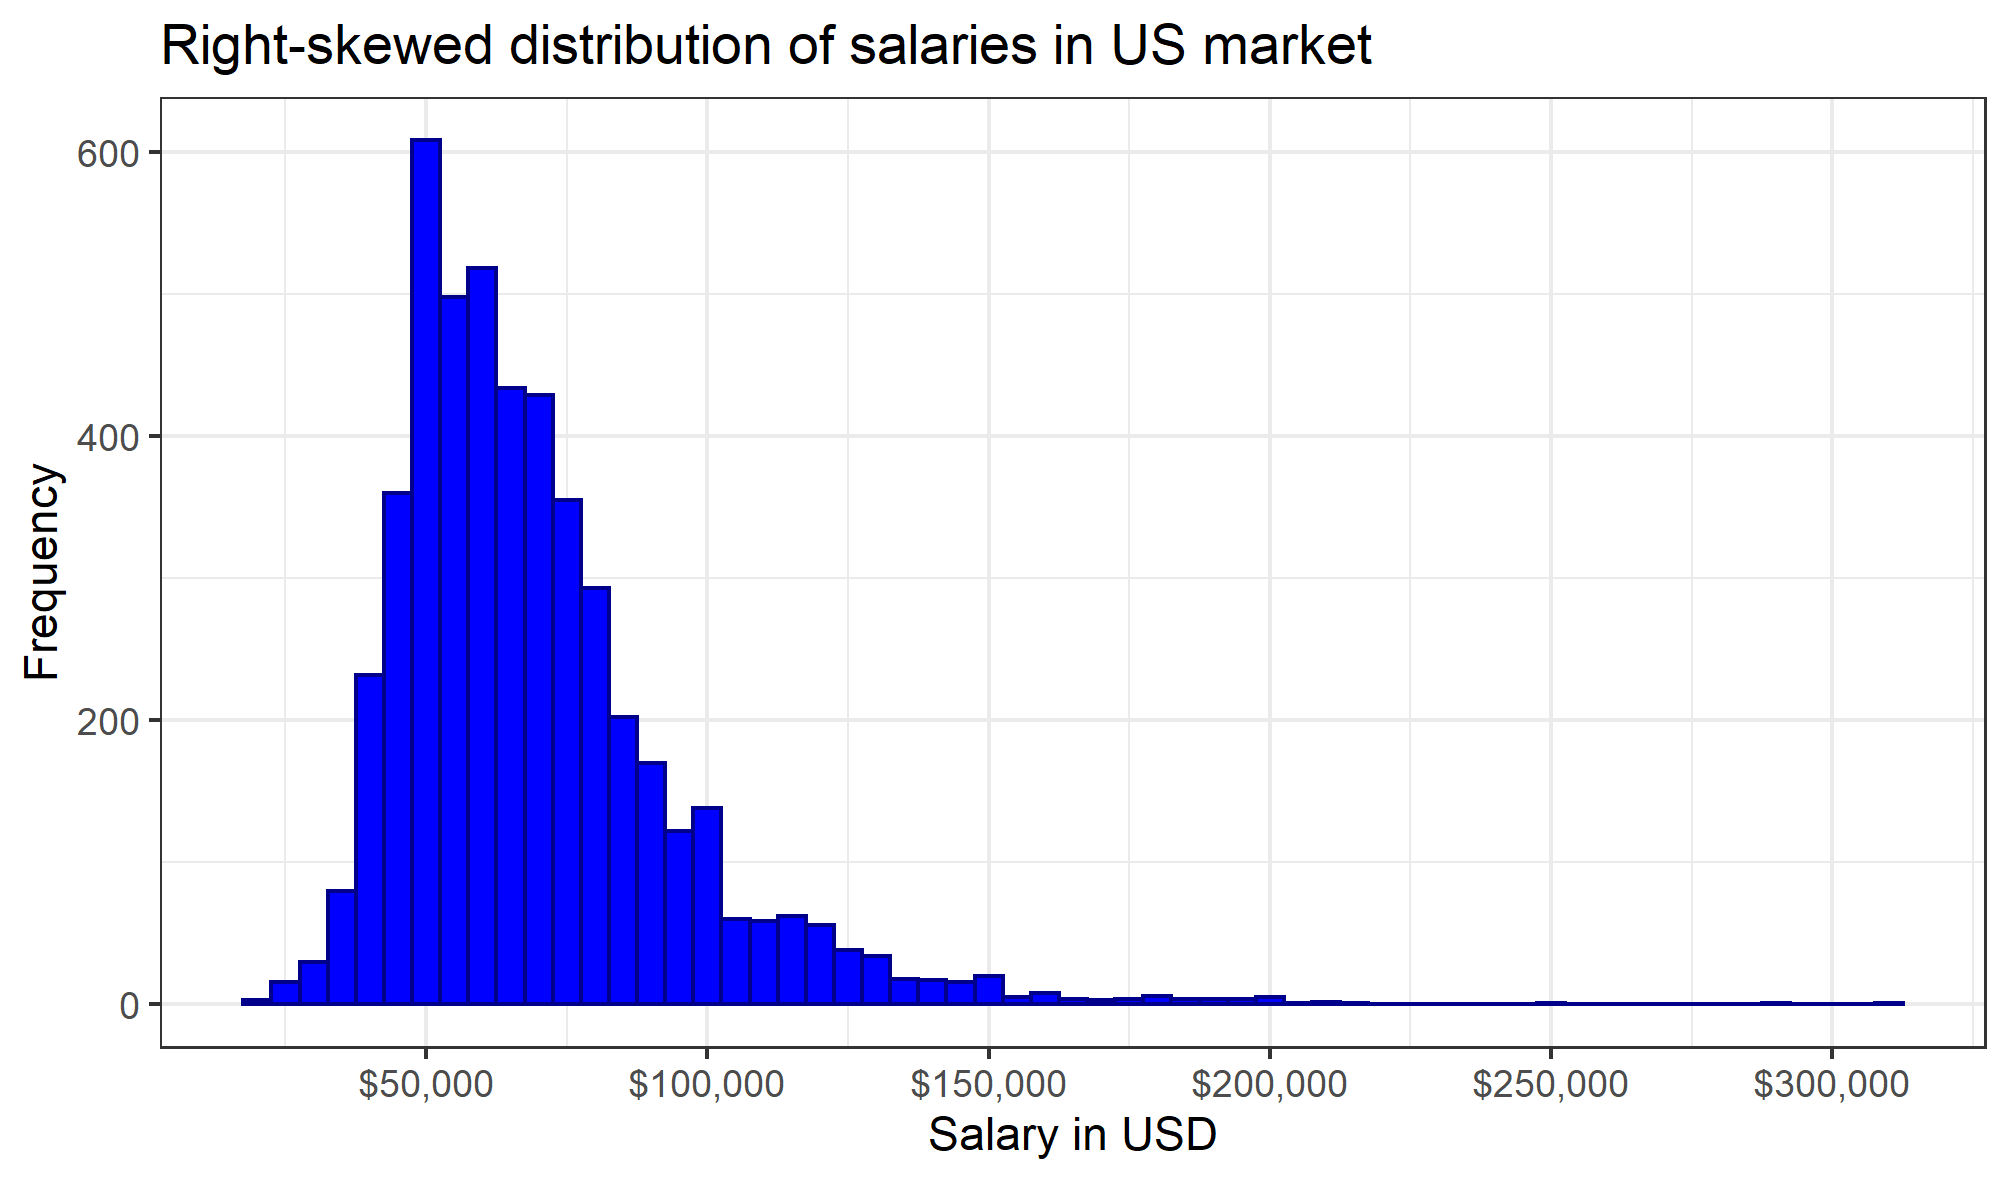 Right-skewed distribution of salaries in US market
600
400
200
0
Frequency
$50,000 $100,000 $150,000 $200,000 $250,000 $300,000
Salary in USD